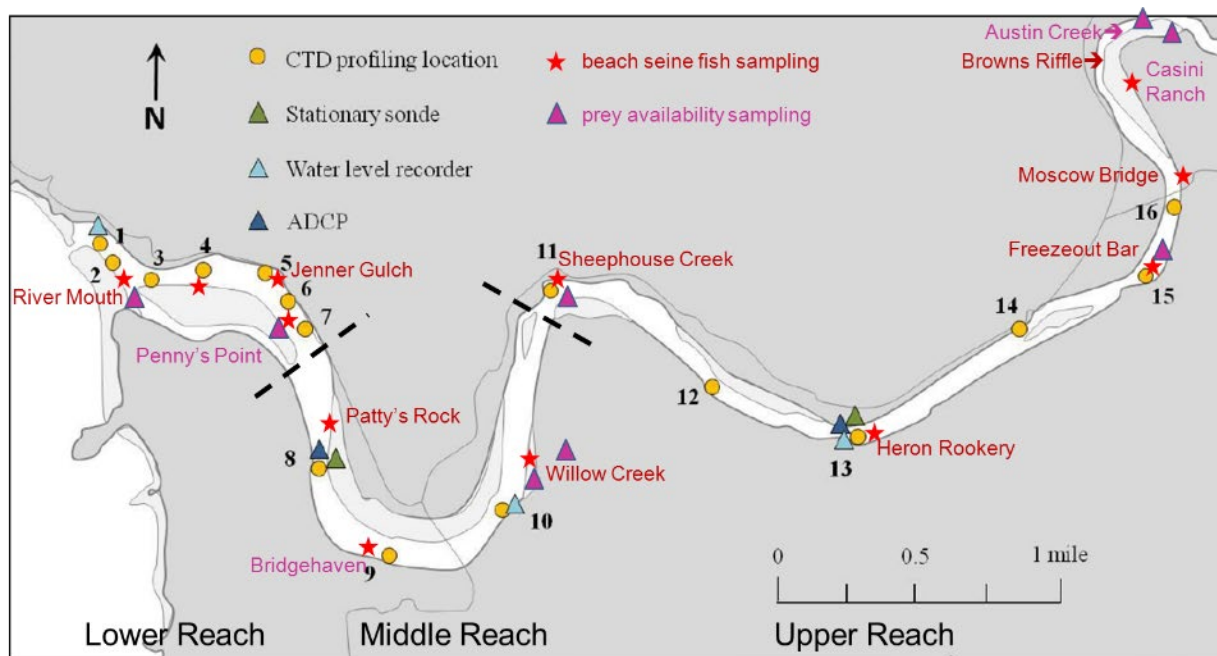 Austin Creek
Browns Riffle
Casini
Ranch
N
CTD profiling location
beach seine fish sampling
Stationary sonde
prey availability sampling
Water level recorder
ADCP
Moscow Bridge
16
1
2
3
4
5
Jenner Gulch
6
7
River Mouth
Penny's Point
11
Sheephouse Creek
Freezeout Bar
15
14
12
Patty's Rock
8
Willow Creek
10
Heron Rookery
13
Bridgehaven
9
0
0.5
1 mile
Lower Reach
Middle Reach
Upper Reach